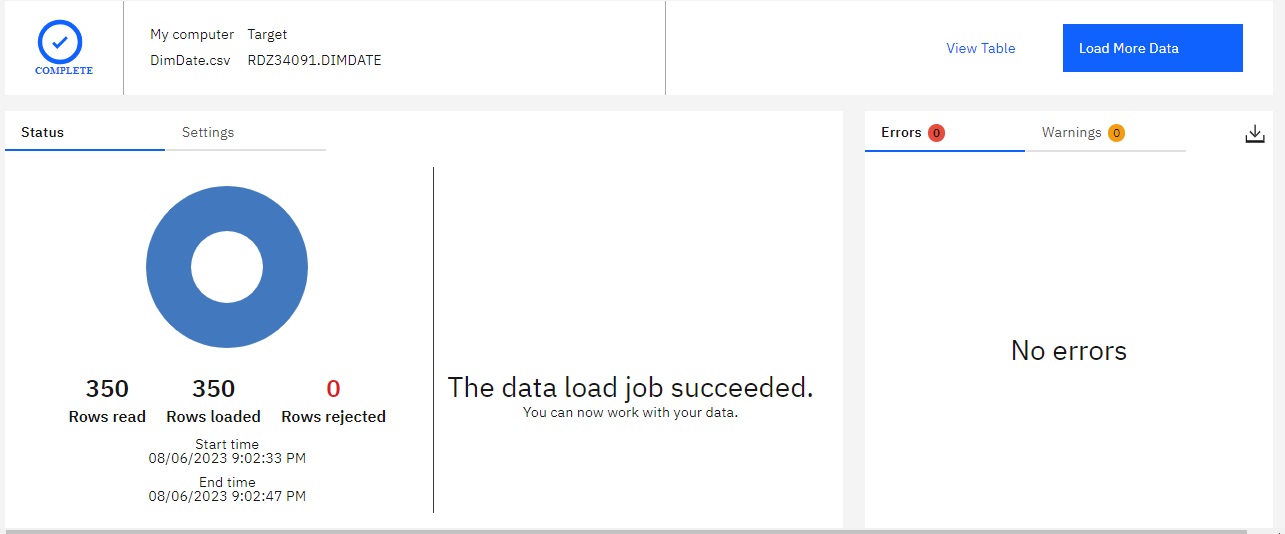 COMPLETE
My computer Target
DimDate.csv RDZ34091.DIMDATE
View Table
Load More Data
Status Settings
350 350 0
Rows read Rows loaded Rows rejected
Start time
08/06/2023 9:02:33 PM
End time
08/06/2023 9:02:47 PM
The data load job succeeded.
You can now work with your data.
Errors 0 Warnings 0
No errors